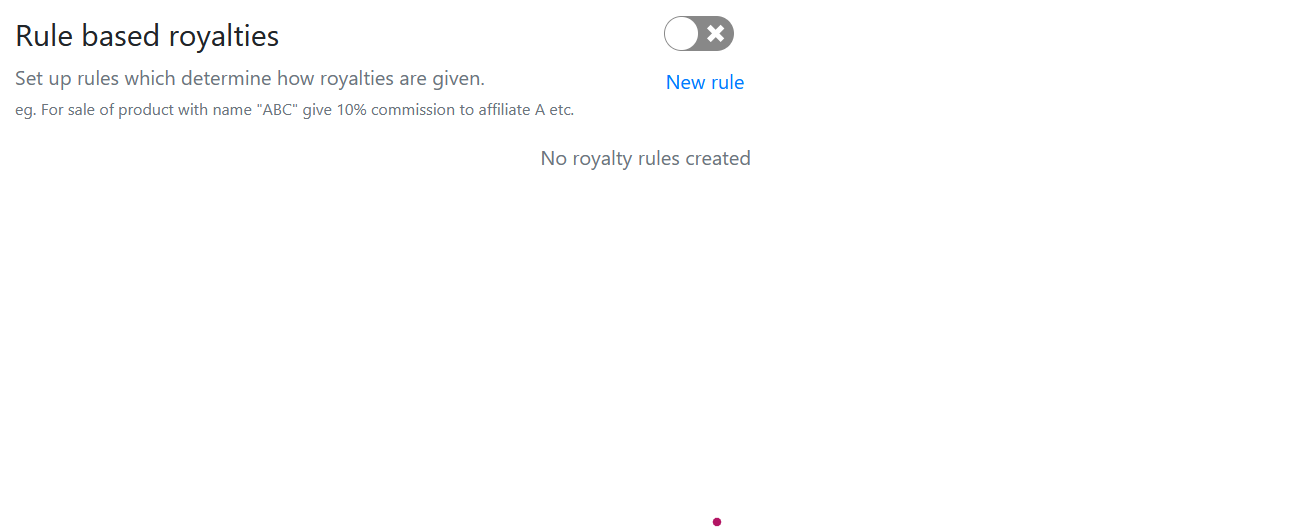 Rule based royalties
Set up rules which determine how royalties are given.
New rule
eg. For sale of product with name "ABC" give 10% commission to affiliate A etc.
No royalty rules created